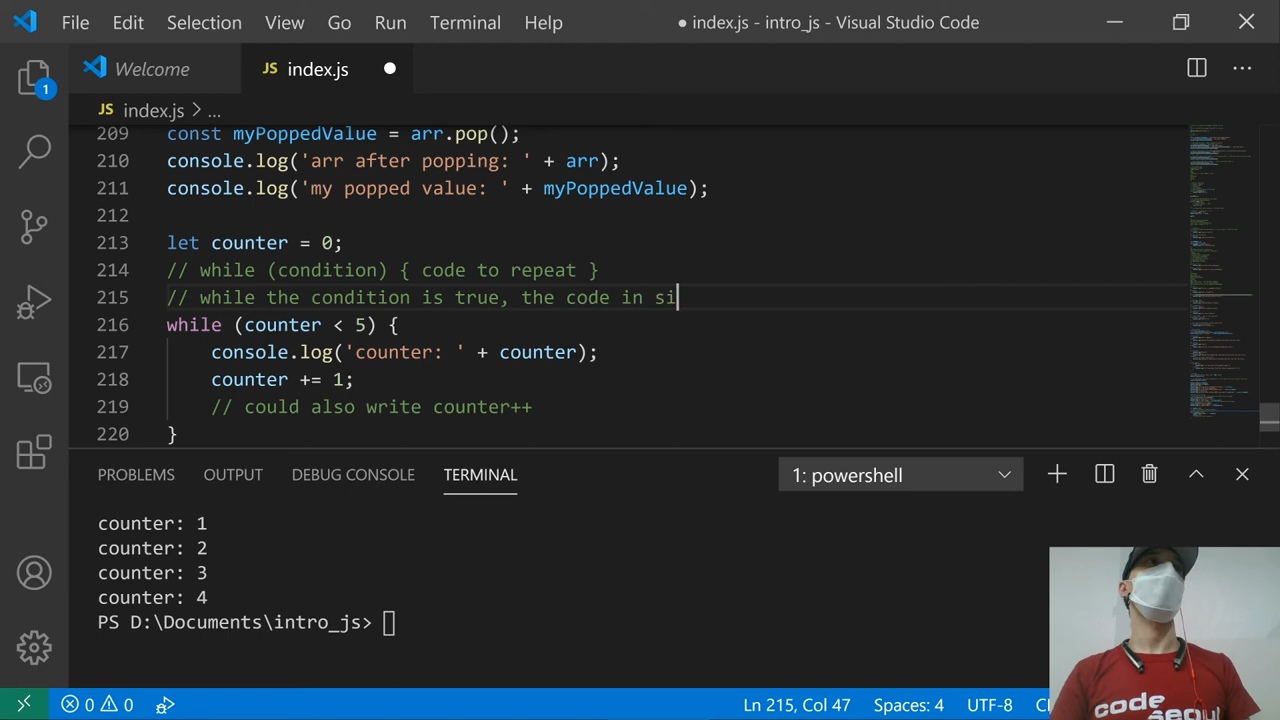 File Edit Selection View Go Run Terminal Help ● index.js - intro_js - Visual Studio Code
Welcome JS index.js
JS index.js > ...
209 const myPoppedValue = arr.pop();
210 console.log('arr after popping: ' + arr);
211 console.log('my popped value: ' + myPoppedValue);
212
213 let counter = 0;
214 // while (condition) { code to repeat }
215 // while the condition is true, the code in si
216 while (counter < 5) {
217 console.log('counter: ' + counter);
218 counter += 1;
219 // could also write counter++
220 }
1
PROBLEMS OUTPUT DEBUG CONSOLE TERMINAL 1: powershell
counter: 1
counter: 2
counter: 3
counter: 4
PS D:\Documents\intro_js>
code
seoul
0 0 Ln 215, Col 47 Spaces: 4 UTF-8